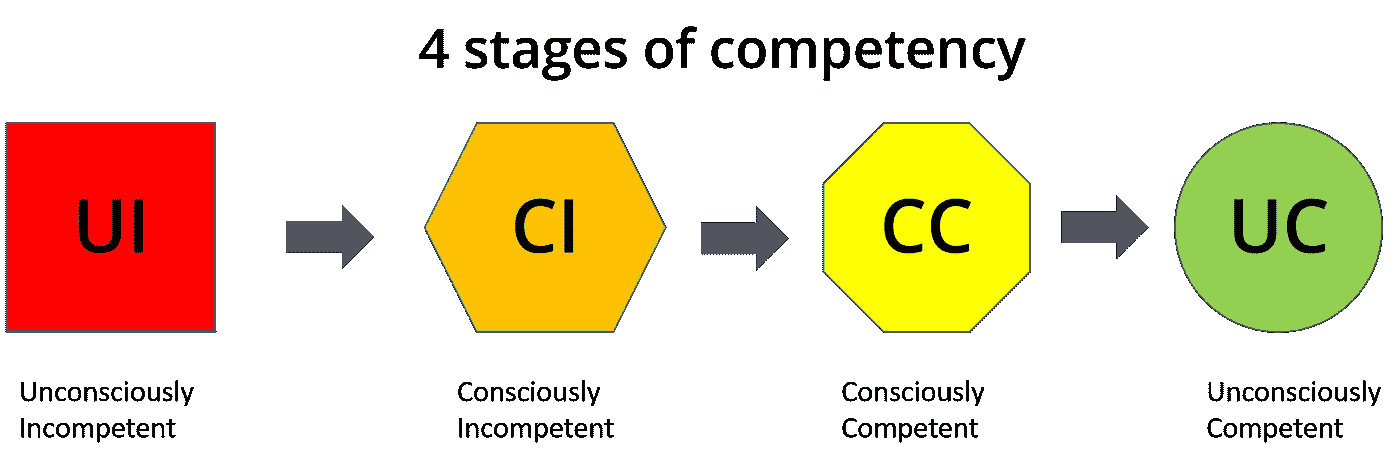 4 stages of competency
UI
CI
CC
UC
Unconsciously
Incompetent
Consciously
Incompetent
Consciously
Competent
Unconsciously
Competent